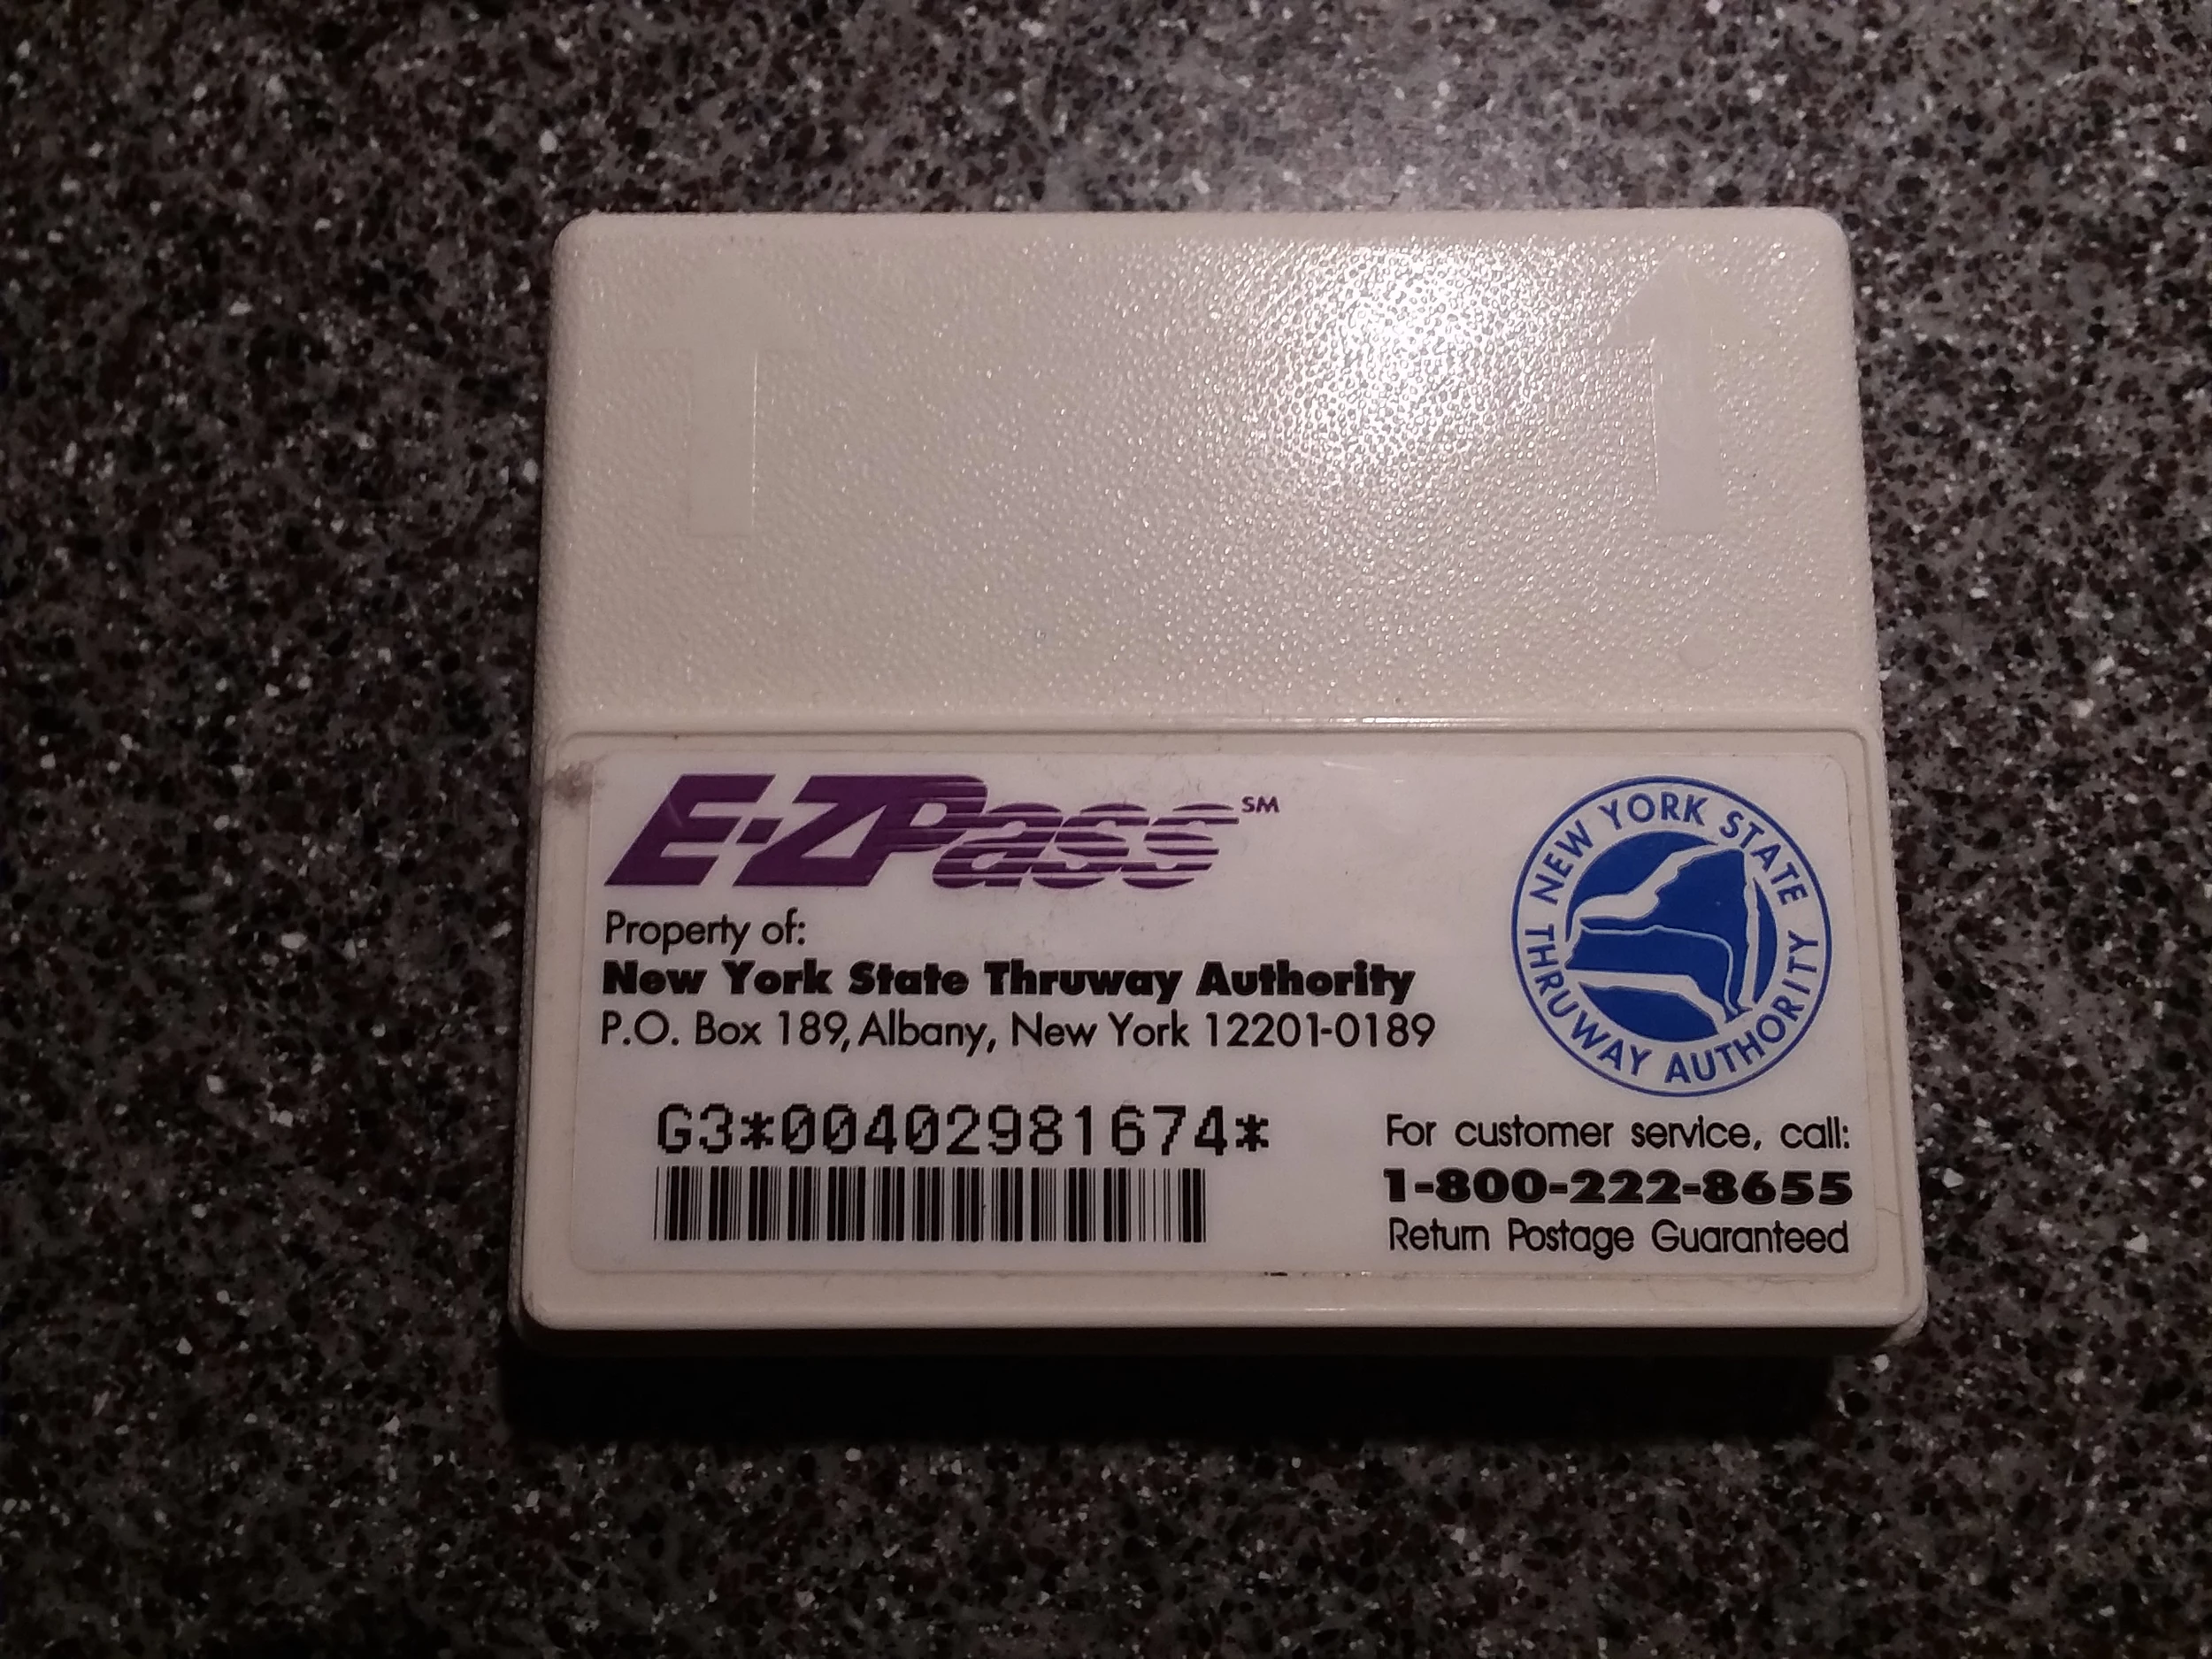 E-ZPass SM
Property of:
New York State Thruway Authority
P.O. Box 189, Albany, New York 12201-0189
NEW YORK STATE
THRUWAY AUTHORITY
G3*00402981674*
For customer service, call:
1-800-222-8655
Return Postage Guaranteed